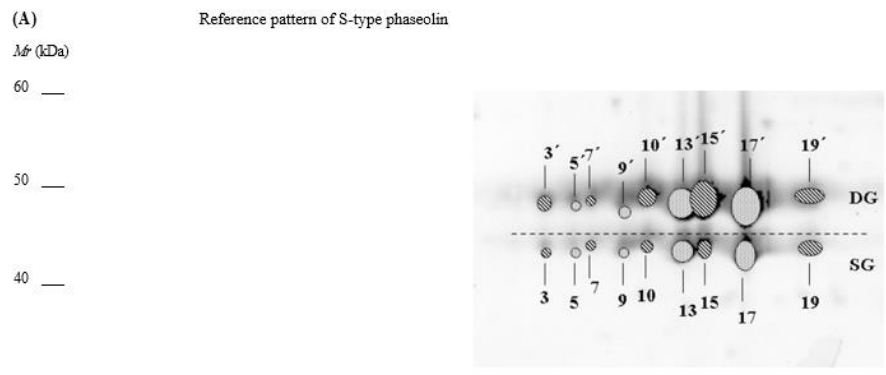 (A) Reference pattern of S-type phaseolin
Mr (kDa)
60
50
40
3´ 5´ 7´ 9´ 10´ 13´ 15´ 17´ 19´
DG
SG
3 5 7 9 10 13 15 17 19